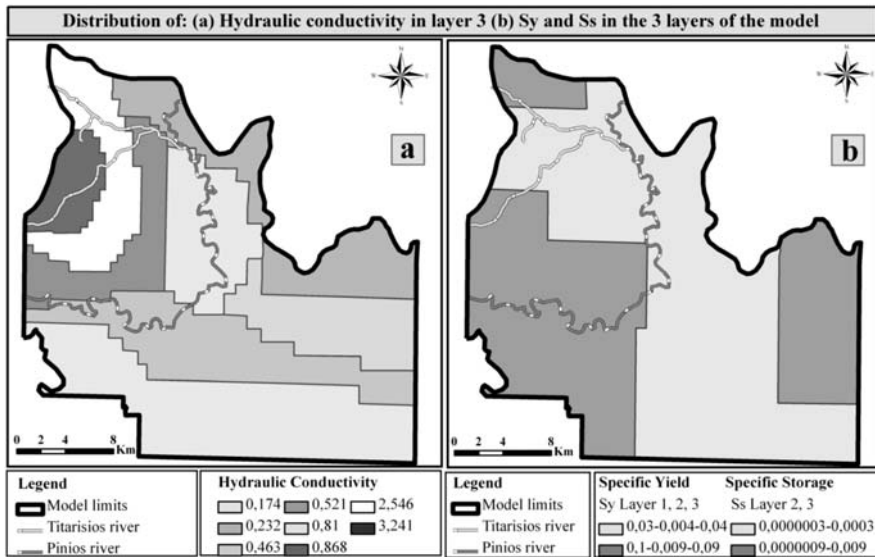 Distribution of: (a) Hydraulic conductivity in layer 3 (b) Sy and Ss in the 3 layers of the model
N
W E
S
a
0 2 4 8
Km
N
W E
S
b
0 2 4 8
Km
Legend
Model limits
Titarisios river
Pinios river
Hydraulic Conductivity
0,174 0,521 2,546
0,232 0,81 3,241
0,463 0,868
Legend
Model limits
Titarisios river
Pinios river
Specific Yield Specific Storage
Sy Layer 1, 2, 3 Ss Layer 2, 3
0,03-0,004-0,04 0,0000003-0,0003
0,1-0,009-0,09 0,0000009-0,009